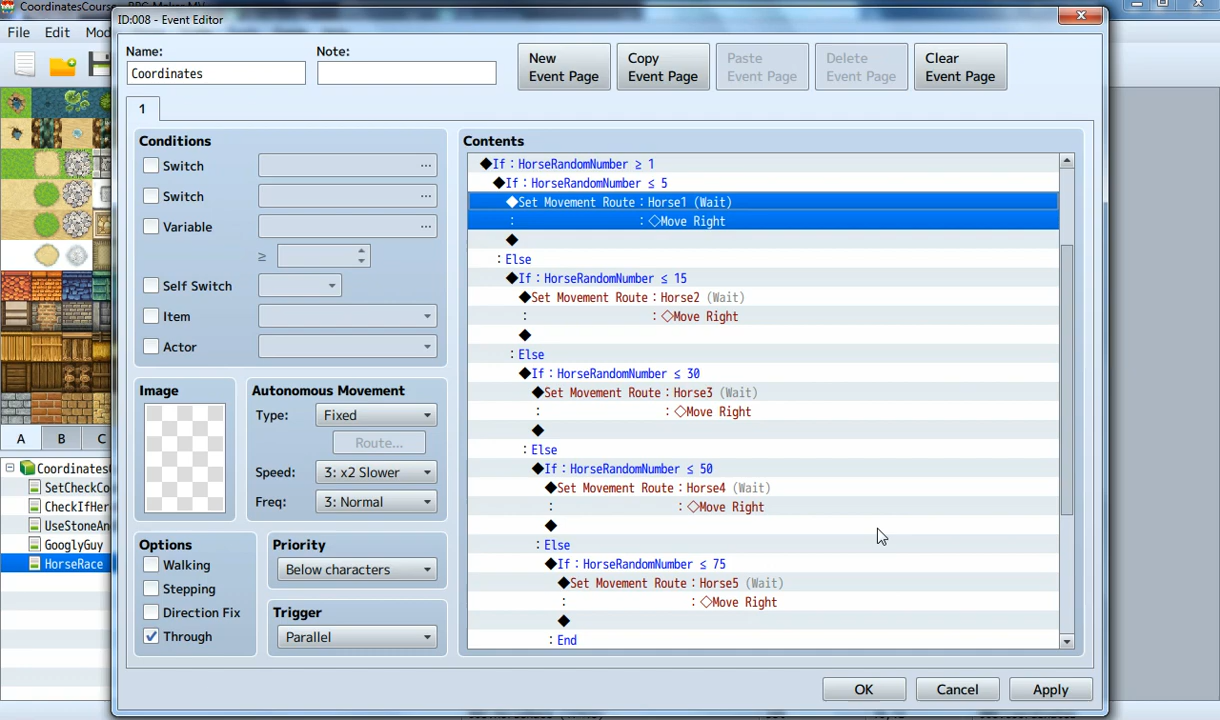 CoordinatesCourse - RPG Maker MV
ID:008 - Event Editor
File Edit Mod
Name:
Note:
Coordinates
New
Event Page
Copy
Event Page
Paste
Event Page
Delete
Event Page
Clear
Event Page
1
Conditions
Switch ...
Switch ...
Variable ...
≥
Self Switch
Item
Actor
Image
Autonomous Movement
Type: Fixed
Route...
Speed: 3: x2 Slower
Freq: 3: Normal
Options
Walking
Stepping
Direction Fix
Through
Priority
Below characters
Trigger
Parallel
Contents
◆If : HorseRandomNumber ≥ 1
◆If : HorseRandomNumber ≤ 5
◆Set Movement Route : Horse1 (Wait)
: : ◇Move Right
◆
: Else
◆If : HorseRandomNumber ≤ 15
◆Set Movement Route : Horse2 (Wait)
: : ◇Move Right
◆
: Else
◆If : HorseRandomNumber ≤ 30
◆Set Movement Route : Horse3 (Wait)
: : ◇Move Right
◆
: Else
◆If : HorseRandomNumber ≤ 50
◆Set Movement Route : Horse4 (Wait)
: : ◇Move Right
◆
: Else
◆If : HorseRandomNumber ≤ 75
◆Set Movement Route : Horse5 (Wait)
: : ◇Move Right
◆
: End
A B C
Coordinates
SetCheckCo
CheckIfHer
UseStoneAn
GooglyGuy
HorseRace
OK
Cancel
Apply